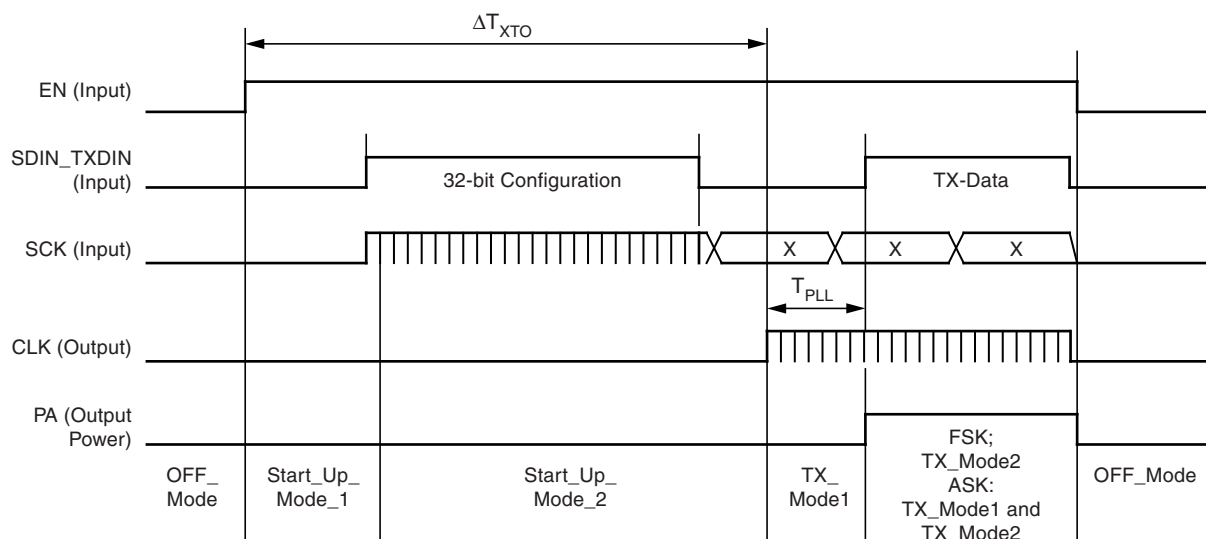 ΔT_XTO
EN (Input)
SDIN_TXDIN
(Input)
32-bit Configuration
TX-Data
SCK (Input)
X
X
X
T_PLL
CLK (Output)
PA (Output
Power)
FSK;
TX_Mode2
ASK:
TX_Mode1 and
TX_Mode2
OFF_
Mode
Start_Up_
Mode_1
Start_Up_
Mode_2
TX_
Mode1
OFF_Mode